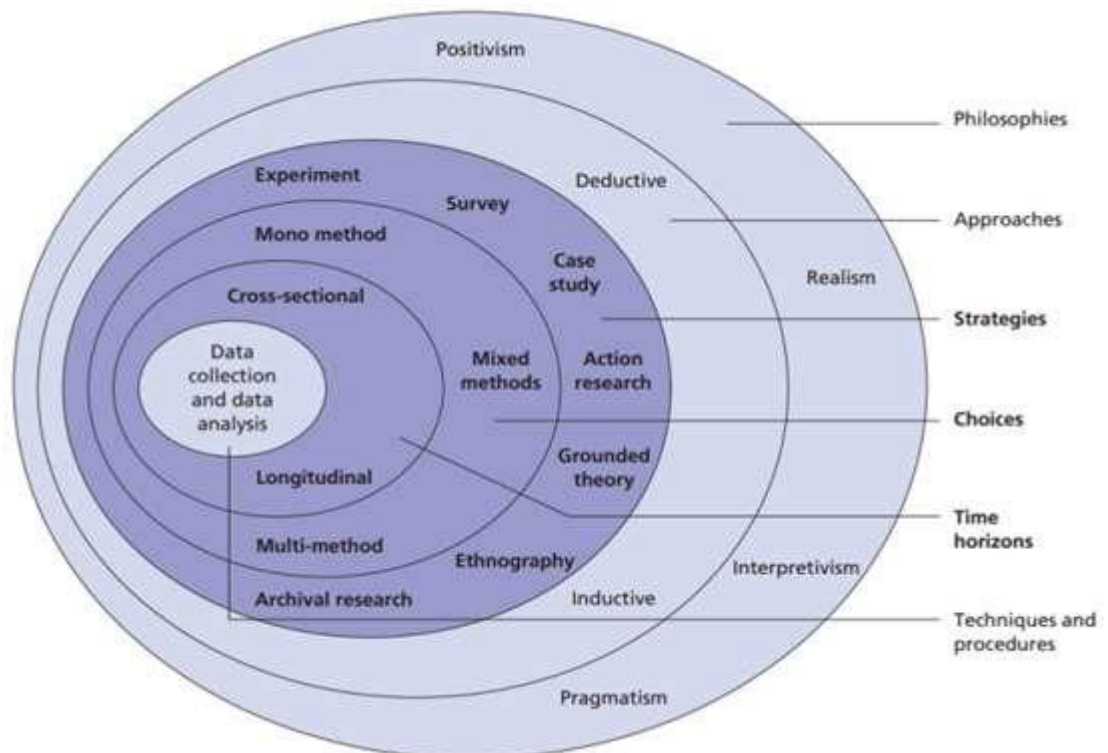 Positivism
Philosophies
Experiment
Deductive
Survey
Approaches
Mono method
Case
study
Realism
Cross-sectional
Strategies
Data
collection
and data
analysis
Mixed
methods
Action
research
Choices
Grounded
theory
Longitudinal
Time
horizons
Multi-method
Ethnography
Interpretivism
Archival research
Inductive
Techniques and
procedures
Pragmatism